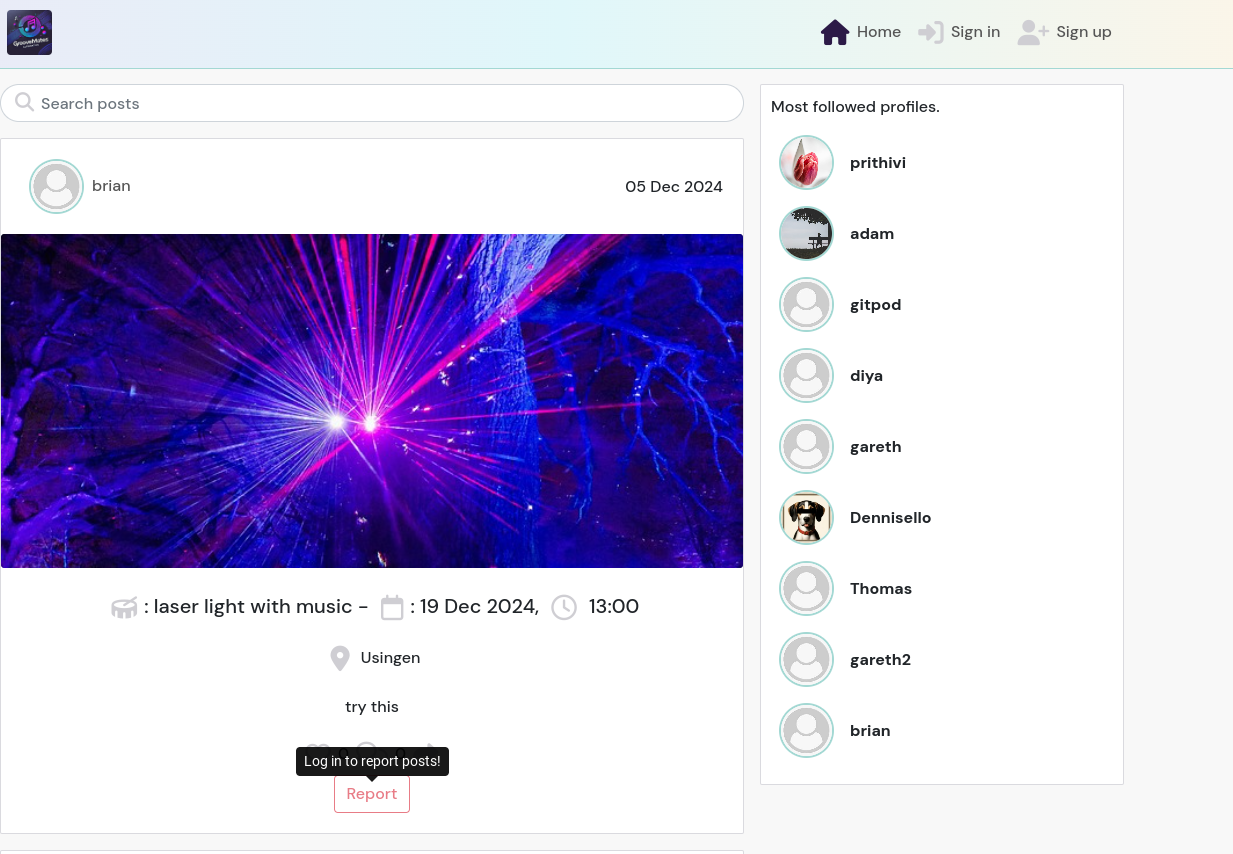 GrooveMates
Home
Sign in
Sign up
Search posts
brian
05 Dec 2024
: laser light with music -
: 19 Dec 2024,
13:00
Usingen
try this
Log in to report posts!
Report
Most followed profiles.
prithivi
adam
gitpod
diya
gareth
Dennisello
Thomas
gareth2
brian